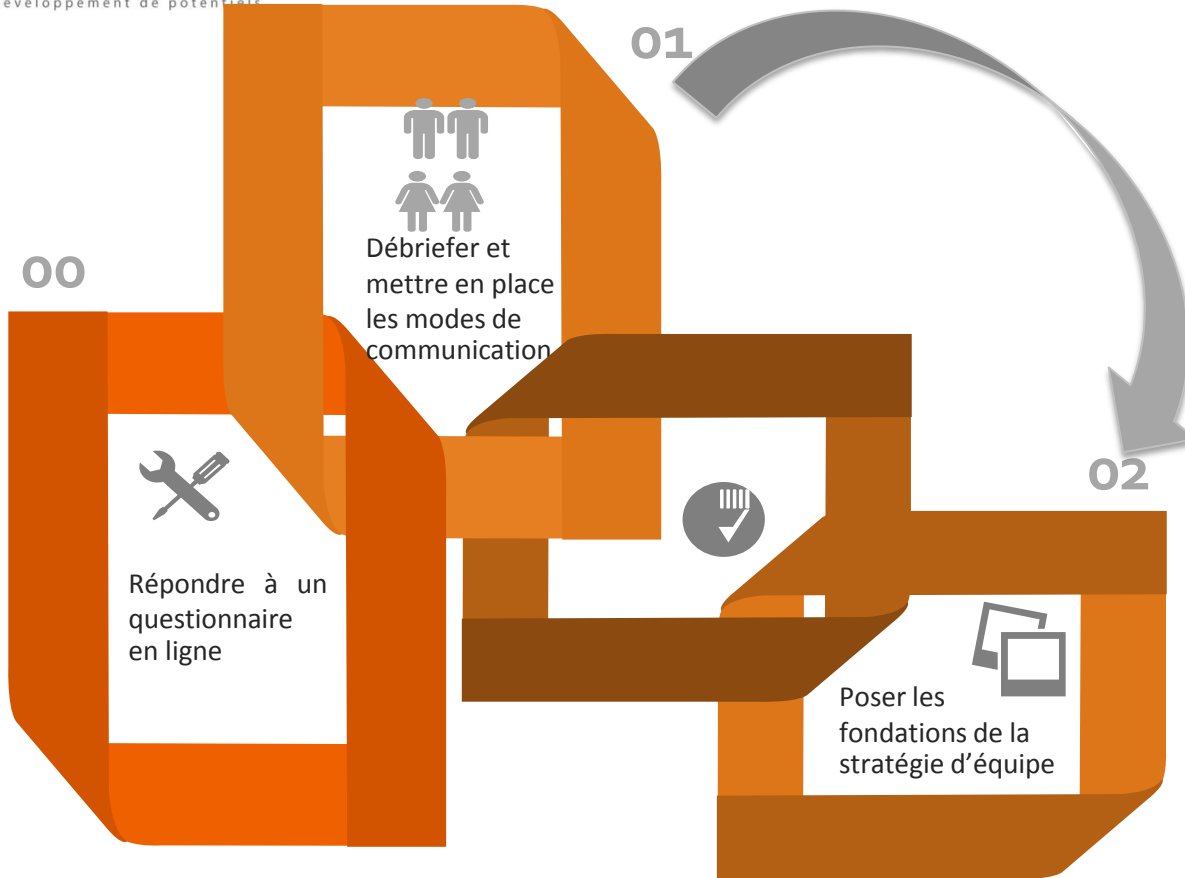 éveloppement de potentiels
01
Débriefer et
mettre en place
les modes de
communication
00
Répondre à un
questionnaire
en ligne
02
Poser les
fondations de la
stratégie d’équipe